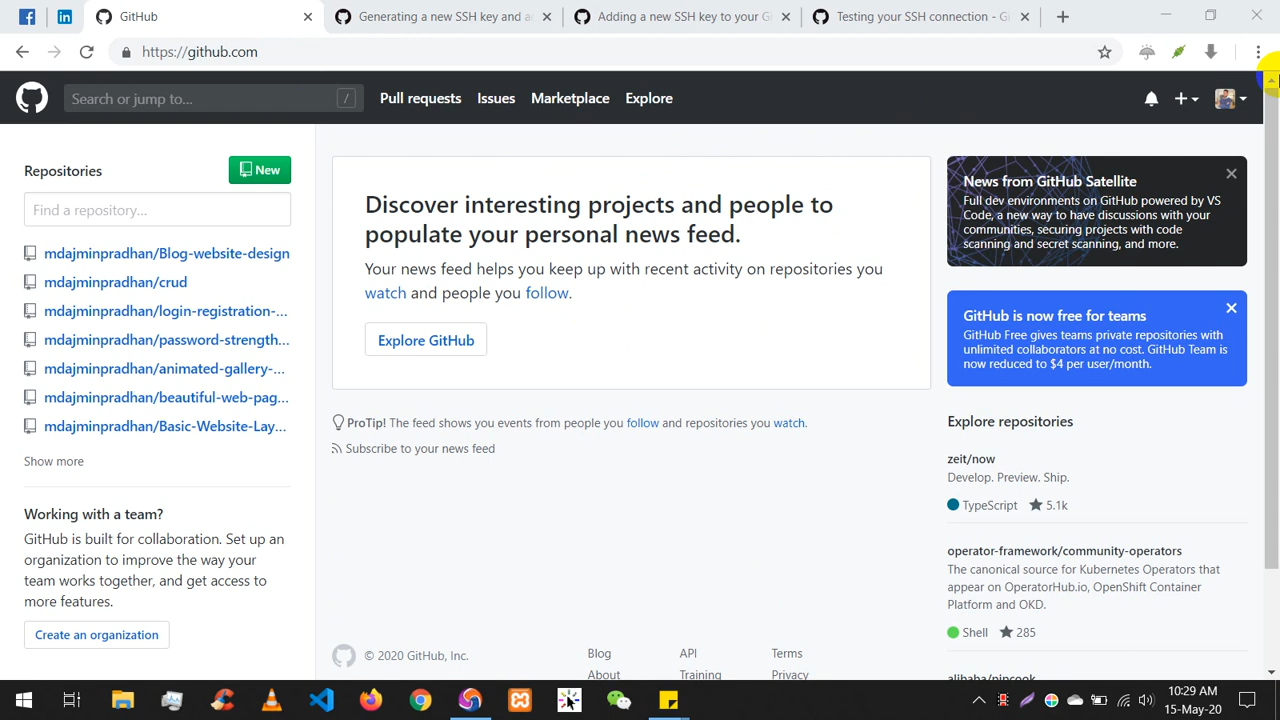 GitHub
Generating a new SSH key and a
Adding a new SSH key to your Gi
Testing your SSH connection - Gi
https://github.com
Search or jump to...
/
Pull requests
Issues
Marketplace
Explore
Repositories
New
Find a repository...
mdajminpradhan/Blog-website-design
mdajminpradhan/crud
mdajminpradhan/login-registration-...
mdajminpradhan/password-strength...
mdajminpradhan/animated-gallery-...
mdajminpradhan/beautiful-web-pag...
mdajminpradhan/Basic-Website-Lay...
Show more
Working with a team?
GitHub is built for collaboration. Set up an
organization to improve the way your
team works together, and get access to
more features.
Create an organization
Discover interesting projects and people to
populate your personal news feed.
Your news feed helps you keep up with recent activity on repositories you
watch and people you follow.
Explore GitHub
ProTip! The feed shows you events from people you follow and repositories you watch.
Subscribe to your news feed
© 2020 GitHub, Inc.
Blog
About
API
Training
Terms
Privacy
News from GitHub Satellite
Full dev environments on GitHub powered by VS
Code, a new way to have discussions with your
communities, securing projects with code
scanning and secret scanning, and more.
GitHub is now free for teams
GitHub Free gives teams private repositories with
unlimited collaborators at no cost. GitHub Team is
now reduced to $4 per user/month.
Explore repositories
zeit/now
Develop. Preview. Ship.
TypeScript
5.1k
operator-framework/community-operators
The canonical source for Kubernetes Operators that
appear on OperatorHub.io, OpenShift Container
Platform and OKD.
Shell
285
alibaba/pipcook
10:29 AM
15-May-20